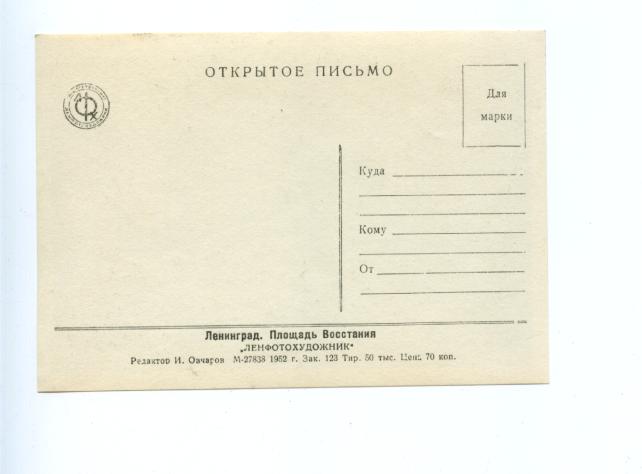 ОТКРЫТОЕ ПИСЬМО
Для
марки
Куда
Кому
От
Ленинград. Площадь Восстания
„ЛЕНФОТОХУДОЖНИК"
Редактор И. Овчаров М-27838 1952 г. Зак. 123 Тир. 50 тыс. Цена 70 коп.